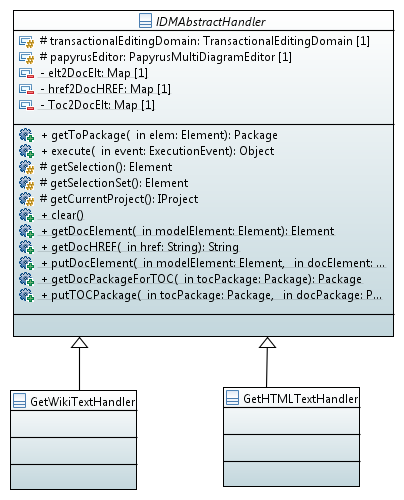 IDMAbstractHandler
# transactionalEditingDomain: TransactionalEditingDomain [1]
# papyrusEditor: PapyrusMultiDiagramEditor [1]
- elt2DocElt: Map [1]
- href2DocHREF: Map [1]
- Toc2DocElt: Map [1]
+ getToPackage( in elem: Element): Package
+ execute( in event: ExecutionEvent): Object
# getSelection(): Element
# getSelectionSet(): Element
# getCurrentProject(): IProject
+ clear()
+ getDocElement( in modelElement: Element): Element
+ getDocHREF( in href: String): String
+ putDocElement( in modelElement: Element, in docElement: ...
+ getDocPackageForTOC( in tocPackage: Package): Package
+ putTOCPackage( in tocPackage: Package, in docPackage: P...
GetWikiTextHandler
GetHTMLTextHandler